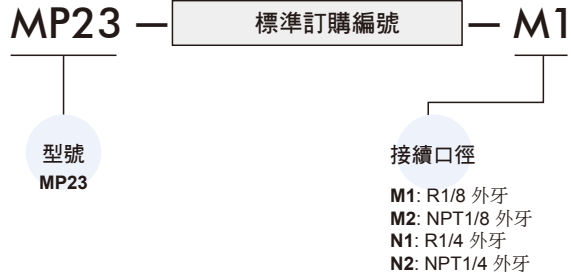 MP23 — 標準訂購編號 — M1
型號
MP23
接續口徑
M1: R1/8 外牙
M2: NPT1/8 外牙
N1: R1/4 外牙
N2: NPT1/4 外牙